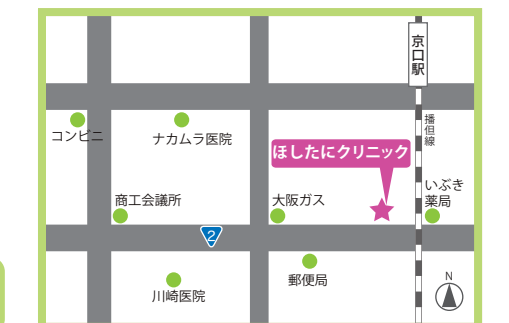 京口駅
播但線
コンビニ
ナカムラ医院
ほしたにクリニック
いぶき
薬局
商工会議所
大阪ガス
2
郵便局
川崎医院
N